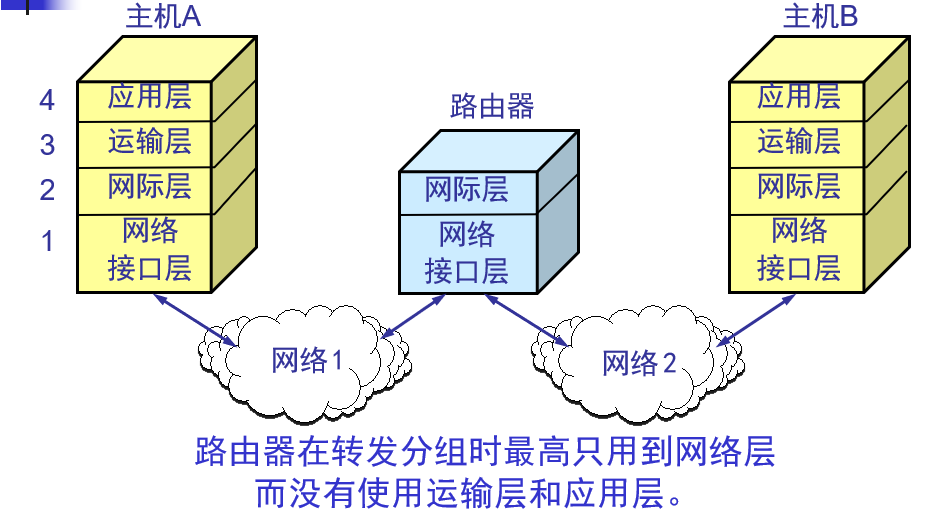 主机A
主机B
路由器
4
应用层
应用层
3
运输层
运输层
2
网际层
网际层
网际层
1
网络
接口层
网络
接口层
网络
接口层
网络1
网络2
路由器在转发分组时最高只用到网络层
而没有使用运输层和应用层。